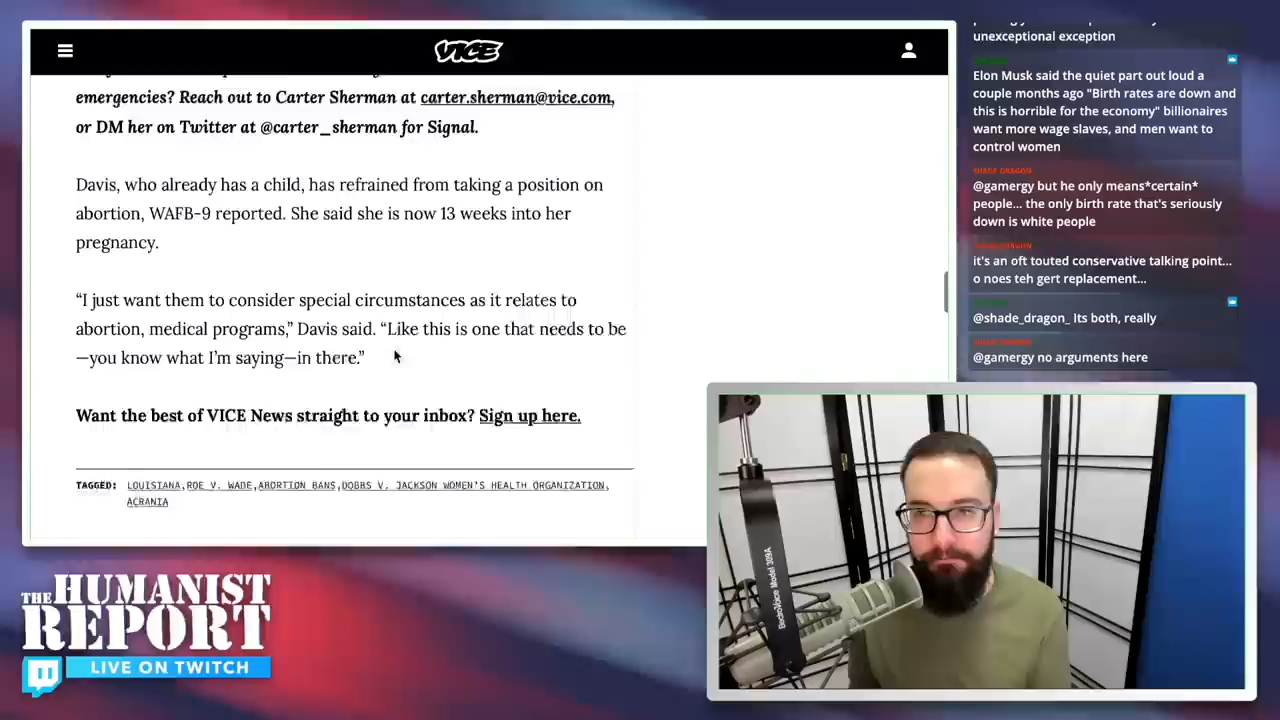 VICE
emergencies? Reach out to Carter Sherman at carter.sherman@vice.com,
or DM her on Twitter at @carter_sherman for Signal.
Davis, who already has a child, has refrained from taking a position on
abortion, WAFB-9 reported. She said she is now 13 weeks into her
pregnancy.
“I just want them to consider special circumstances as it relates to
abortion, medical programs,” Davis said. “Like this is one that needs to be
—you know what I’m saying—in there.”
Want the best of VICE News straight to your inbox? Sign up here.
TAGGED: LOUISIANA, ROE V. WADE, ABORTION BANS, DOBBS V. JACKSON WOMEN'S HEALTH ORGANIZATION,
ACRANIA
unexceptional exception
Elon Musk said the quiet part out loud a
couple months ago "Birth rates are down and
this is horrible for the economy" billionaires
want more wage slaves, and men want to
control women
SHADE_DRAGON_
@gamergy but he only means*certain*
people... the only birth rate that's seriously
down is white people
it's an oft touted conservative talking point...
o noes teh gert replacement...
@shade_dragon_ Its both, really
@gamergy no arguments here
ElectroVoice Model 309A
THE HUMANIST
REPORT
LIVE ON TWITCH